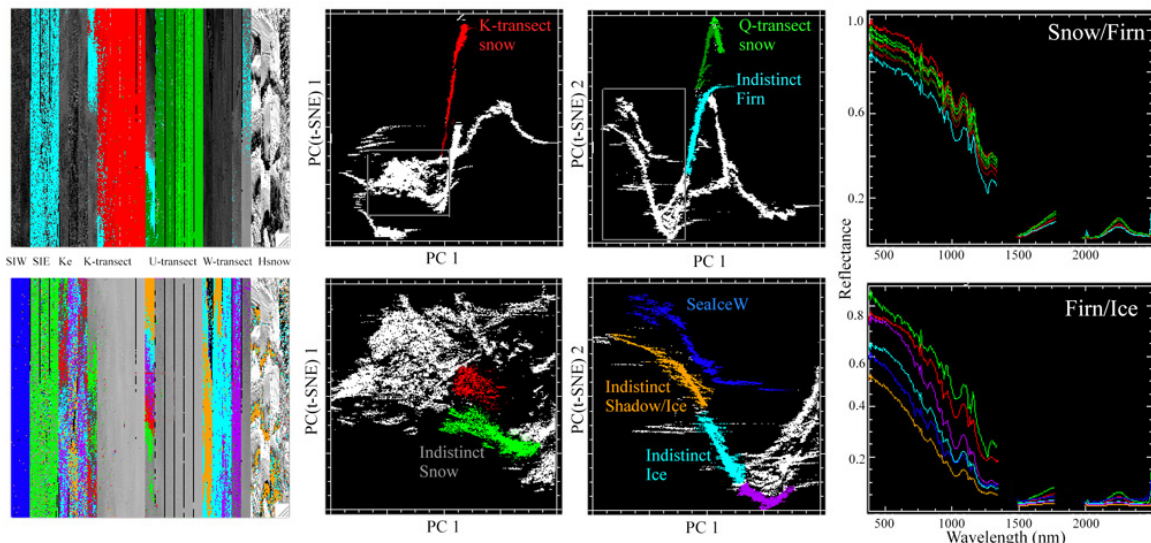 K-transect
snow
PC(t-SNE) 1
PC 1
Q-transect
snow
Indistinct
Firn
PC(t-SNE) 2
PC 1
1.0
Snow/Firn
0.6
0.4
0.2
500 1000 1500 2000
Reflectance
SIW SIE Ke K-transect U-transect W-transect Hsnow
PC(t-SNE) 1
Indistinct
Snow
PC 1
PC(t-SNE) 2
SeaIceW
Indistinct
Shadow/Ice
Indistinct
Ice
PC 1
0.8
Firn/Ice
0.6
0.4
0.2
500 1000 1500 2000
Wavelength (nm)